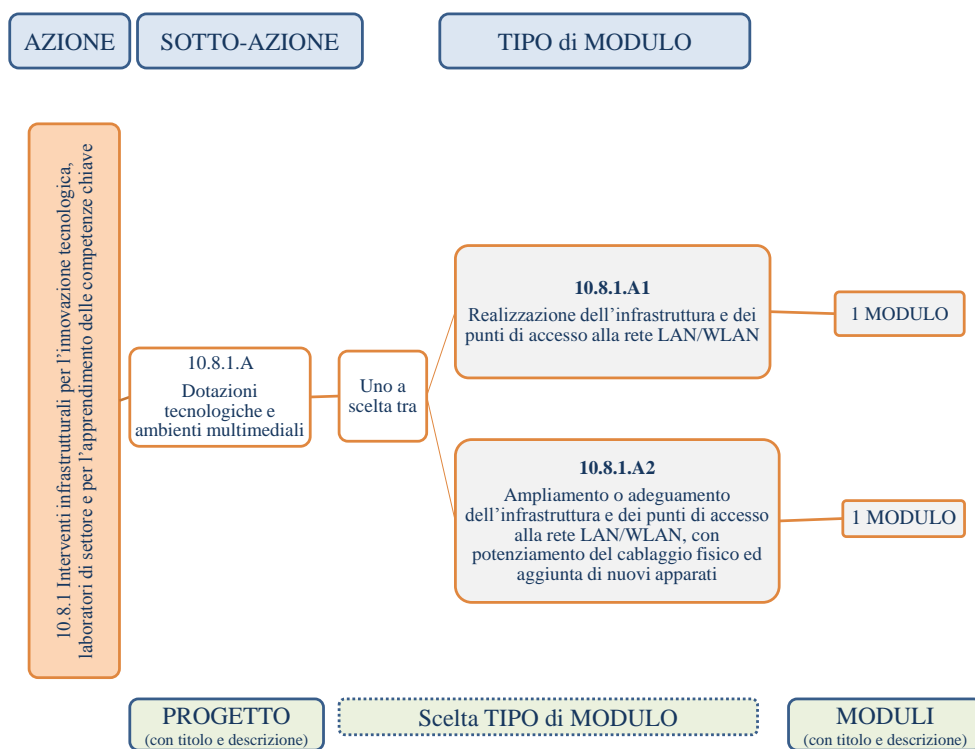 AZIONE
SOTTO-AZIONE
TIPO di MODULO
10.8.1 Interventi infrastrutturali per l’innovazione tecnologica,
laboratori di settore e per l’apprendimento delle competenze chiave
10.8.1.A
Dotazioni
tecnologiche e
ambienti multimediali
Uno a
scelta tra
10.8.1.A1
Realizzazione dell’infrastruttura e dei
punti di accesso alla rete LAN/WLAN
1 MODULO
10.8.1.A2
Ampliamento o adeguamento
dell’infrastruttura e dei punti di accesso
alla rete LAN/WLAN, con
potenziamento del cablaggio fisico ed
aggiunta di nuovi apparati
1 MODULO
PROGETTO
(con titolo e descrizione)
Scelta TIPO di MODULO
MODULI
(con titolo e descrizione)